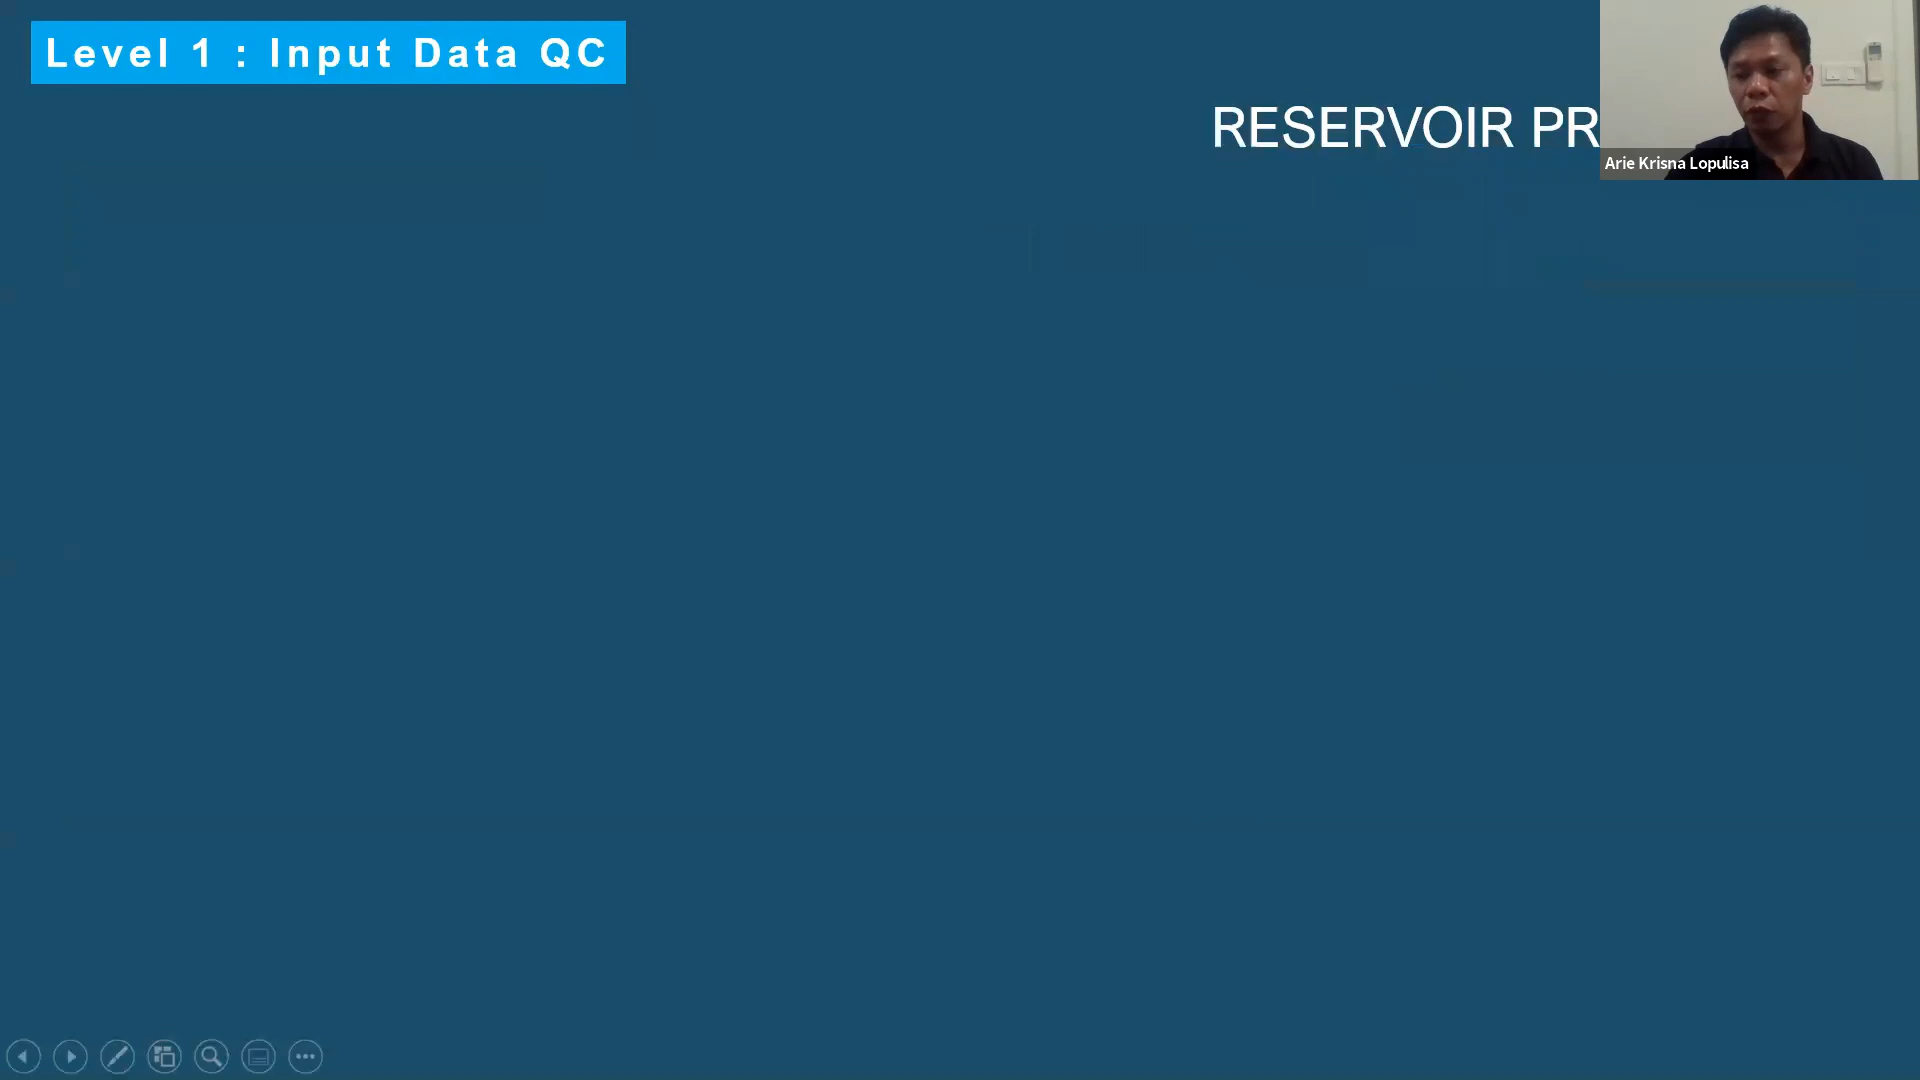 Level 1 : Input Data QC
RESERVOIR PR
Arie Krisna Lopulisa